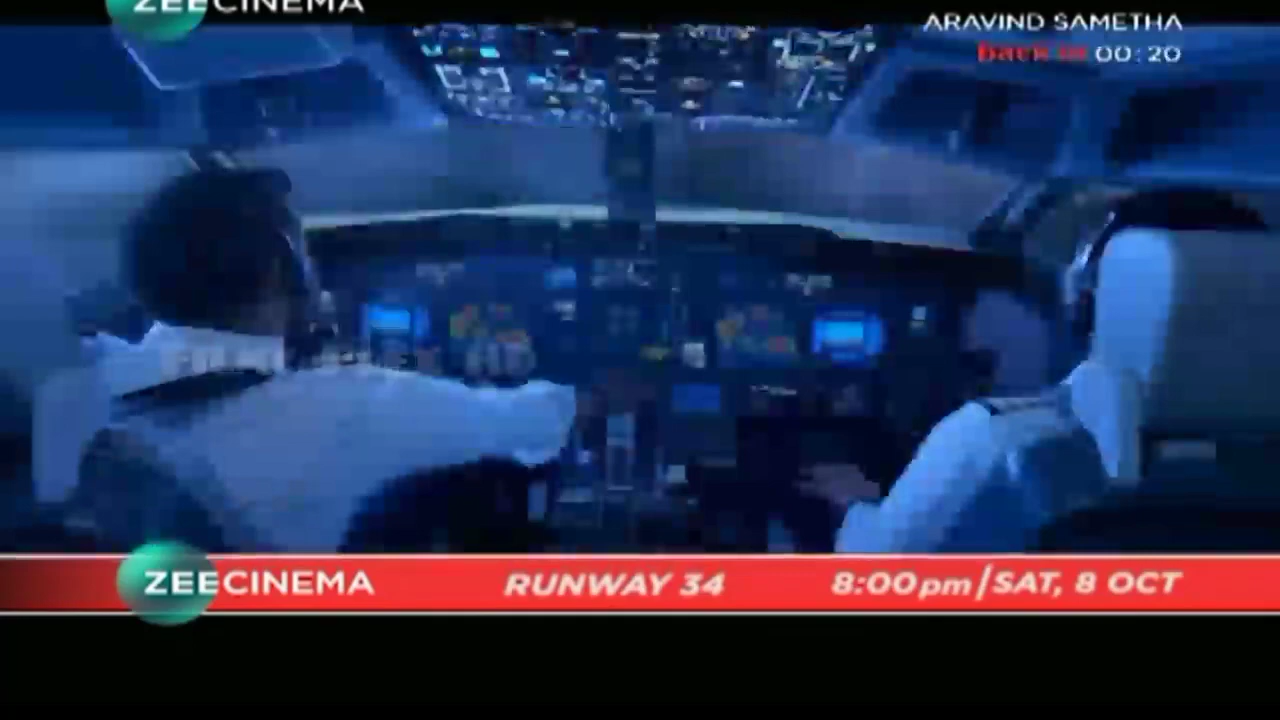 ZEECINEMA
ARAVIND SAMETHA
back in 00:20
ZEECINEMA
RUNWAY 34
8:00pm/SAT, 8 OCT